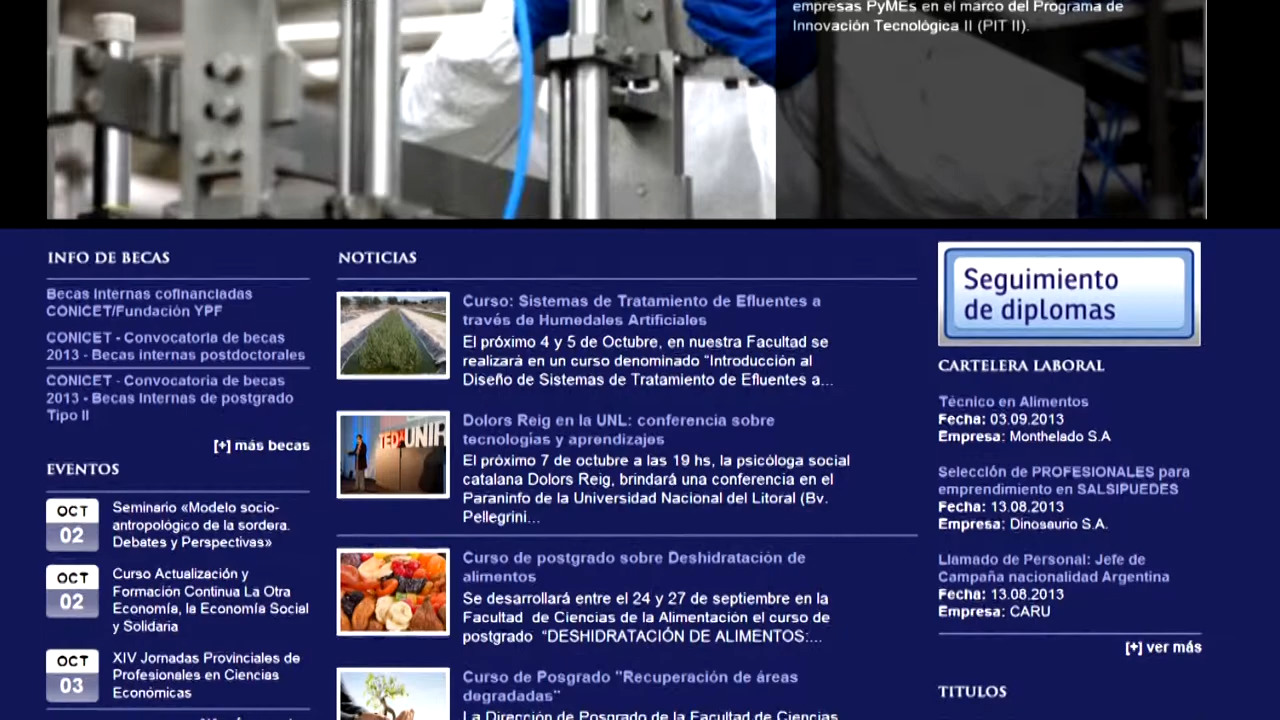 empresas PyMEs en el marco del Programa de
Innovación Tecnológica II (PIT II).
INFO DE BECAS
Becas Internas cofinanciadas
CONICET/Fundación YPF
CONICET - Convocatoria de becas
2013 - Becas internas postdoctorales
CONICET - Convocatoria de becas
2013 - Becas Internas de postgrado
Tipo II
[+] más becas
EVENTOS
OCT
02
Seminario «Modelo socio-
antropológico de la sordera.
Debates y Perspectivas»
OCT
02
Curso Actualización y
Formación Continua La Otra
Economía, la Economía Social
y Solidaria
OCT
03
XIV Jornadas Provinciales de
Profesionales en Ciencias
Económicas
NOTICIAS
Curso: Sistemas de Tratamiento de Efluentes a
través de Humedales Artificiales
El próximo 4 y 5 de Octubre, en nuestra Facultad se
realizará en un curso denominado “Introducción al
Diseño de Sistemas de Tratamiento de Efluentes a...
Dolors Reig en la UNL: conferencia sobre
tecnologías y aprendizajes
El próximo 7 de octubre a las 19 hs, la psicóloga social
catalana Dolors Reig, brindará una conferencia en el
Paraninfo de la Universidad Nacional del Litoral (Bv.
Pellegrini...
Curso de postgrado sobre Deshidratación de
alimentos
Se desarrollará entre el 24 y 27 de septiembre en la
Facultad de Ciencias de la Alimentación el curso de
postgrado “DESHIDRATACIÓN DE ALIMENTOS:...
Curso de Posgrado "Recuperación de áreas
degradadas"
La Dirección de Posgrado de la Facultad de Ciencias
Seguimiento
de diplomas
CARTELERA LABORAL
Técnico en Alimentos
Fecha: 03.09.2013
Empresa: Monthelado S.A
Selección de PROFESIONALES para
emprendimiento en SALSIPUEDES
Fecha: 13.08.2013
Empresa: Dinosaurio S.A.
Llamado de Personal: Jefe de
Campaña nacionalidad Argentina
Fecha: 13.08.2013
Empresa: CARU
[+] ver más
TITULOS